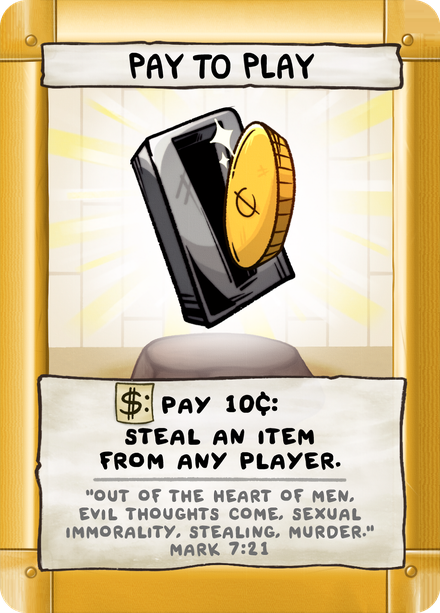 PAY TO PLAY
¢
$: PAY 10¢:
STEAL AN ITEM
FROM ANY PLAYER.
"OUT OF THE HEART OF MEN,
EVIL THOUGHTS COME, SEXUAL
IMMORALITY, STEALING, MURDER."
MARK 7:21